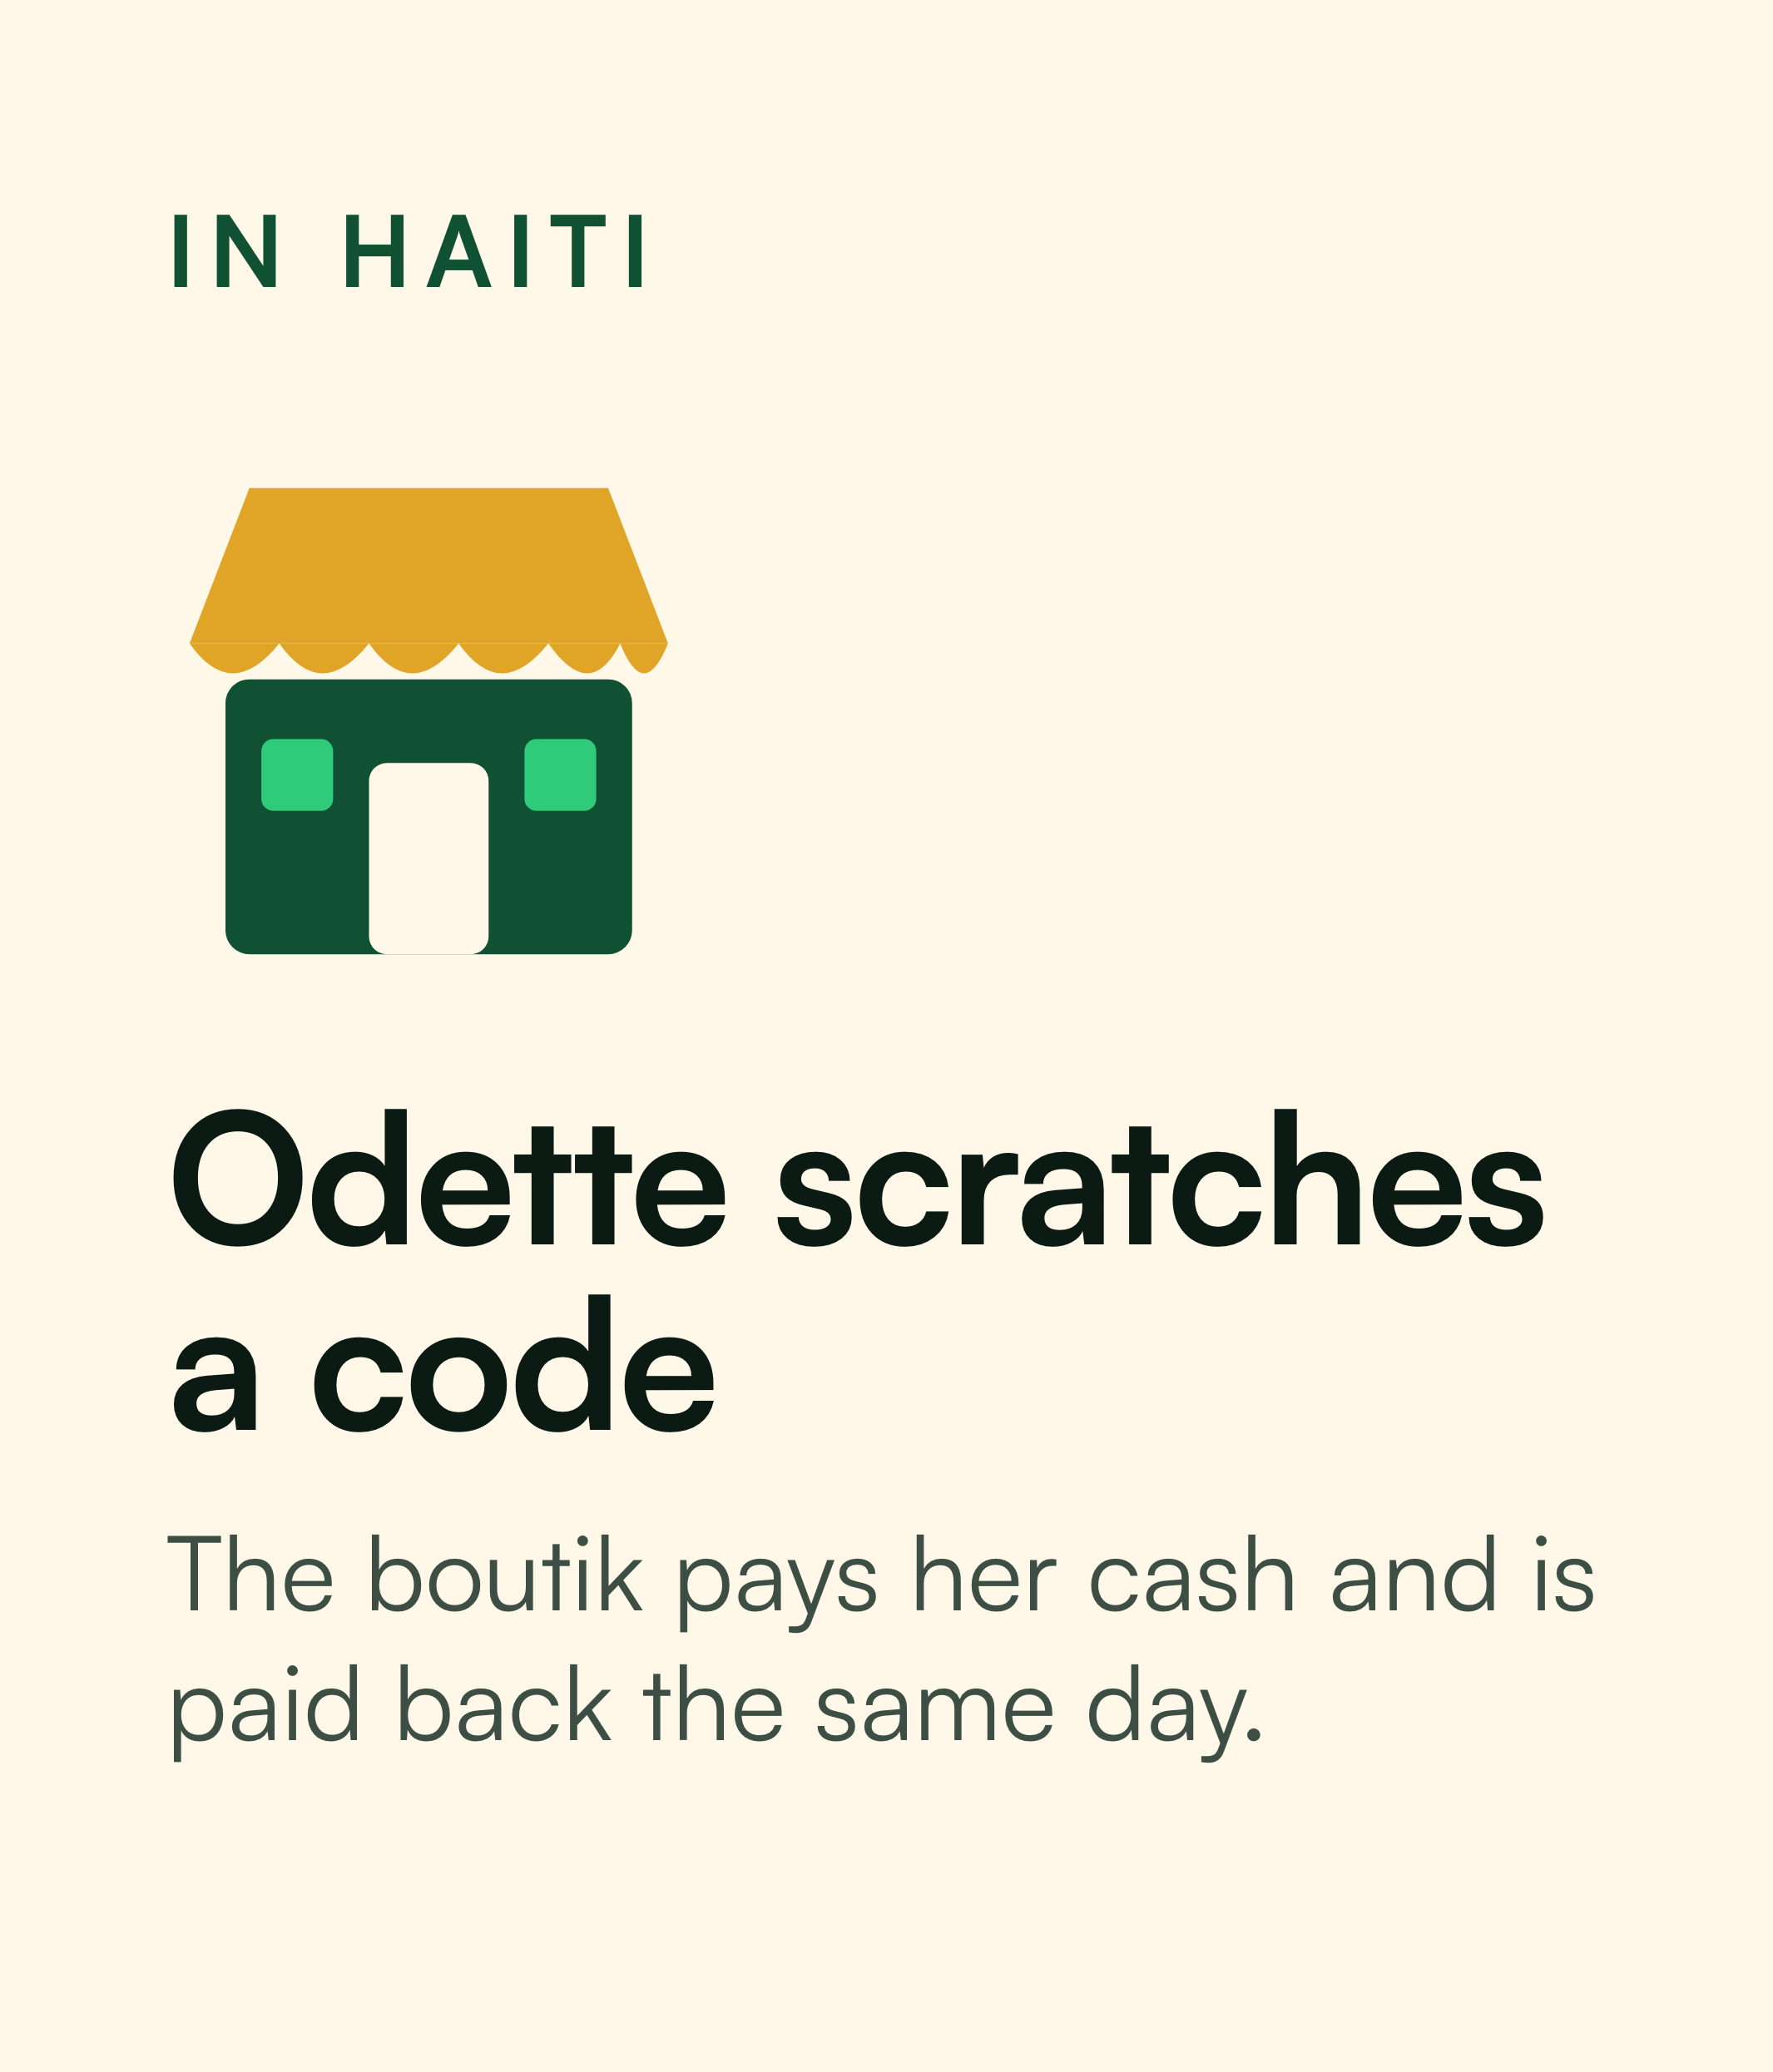 IN HAITI
Odette scratches
a code
The boutik pays her cash and is
paid back the same day.